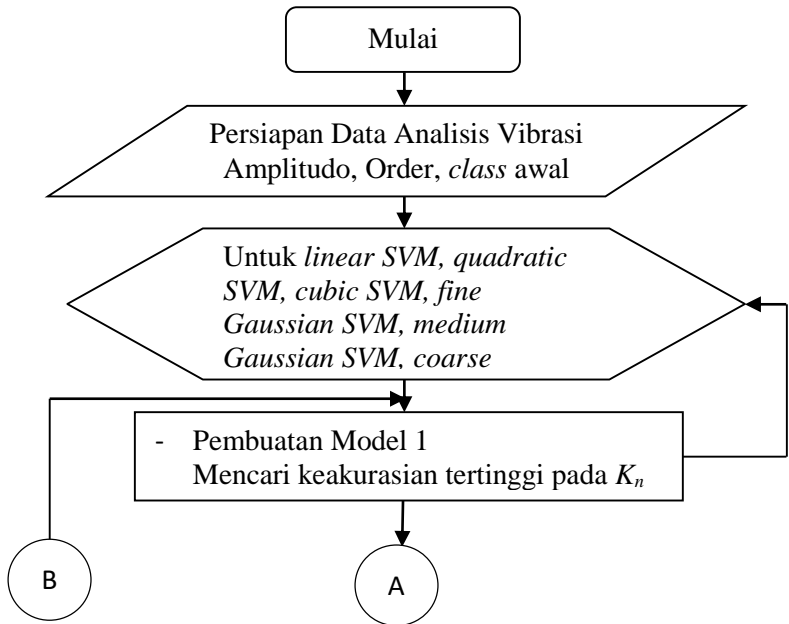 Mulai
Persiapan Data Analisis Vibrasi
Amplitudo, Order, class awal
Untuk linear SVM, quadratic
SVM, cubic SVM, fine
Gaussian SVM, medium
Gaussian SVM, coarse
- Pembuatan Model 1
Mencari keakurasian tertinggi pada Kn
B
A